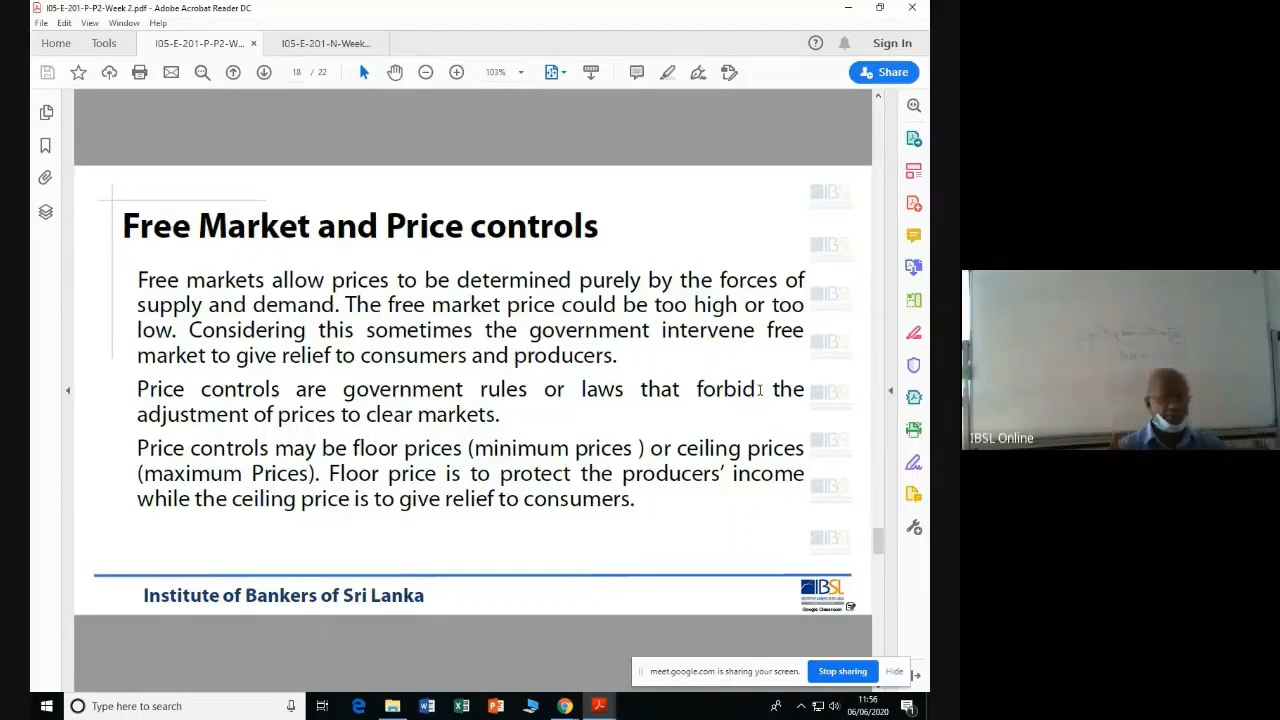 I05-E-201-P-P2-Week 2.pdf - Adobe Acrobat Reader DC
File Edit View Window Help
Home Tools I05-E-201-P-P2-W... I05-E-201-N-Week... Sign In
18 / 22 103% Share
Free Market and Price controls
Free markets allow prices to be determined purely by the forces of
supply and demand. The free market price could be too high or too
low. Considering this sometimes the government intervene free
market to give relief to consumers and producers.
Price controls are government rules or laws that forbid the
adjustment of prices to clear markets.
Price controls may be floor prices (minimum prices ) or ceiling prices
(maximum Prices). Floor price is to protect the producers’ income
while the ceiling price is to give relief to consumers.
Institute of Bankers of Sri Lanka
IBSL
Google Classroom
IBSL Online
meet.google.com is sharing your screen. Stop sharing Hide
Type here to search
11:56
06/06/2020